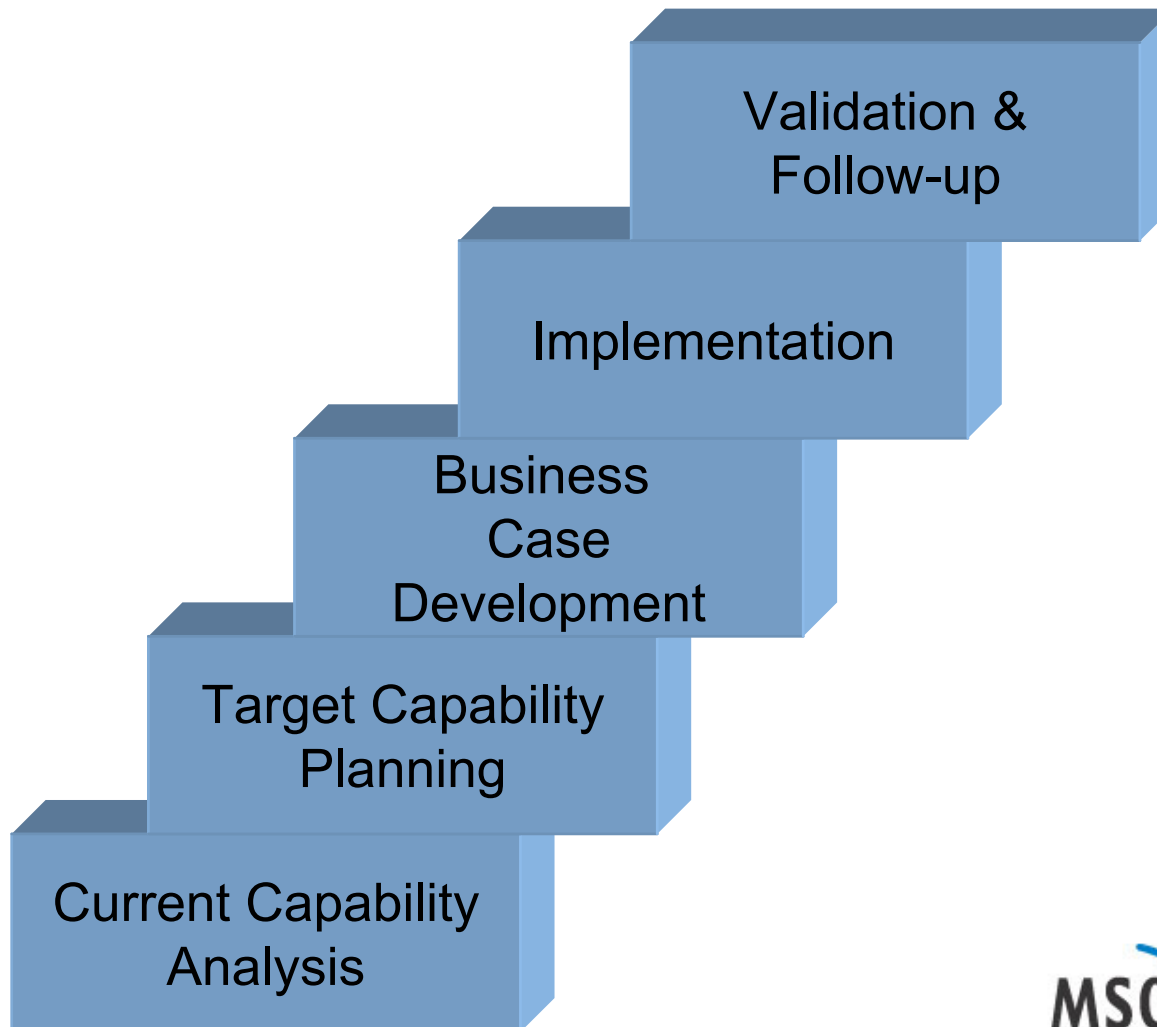 Validation &
Follow-up
Implementation
Business
Case
Development
Target Capability
Planning
Current Capability
Analysis